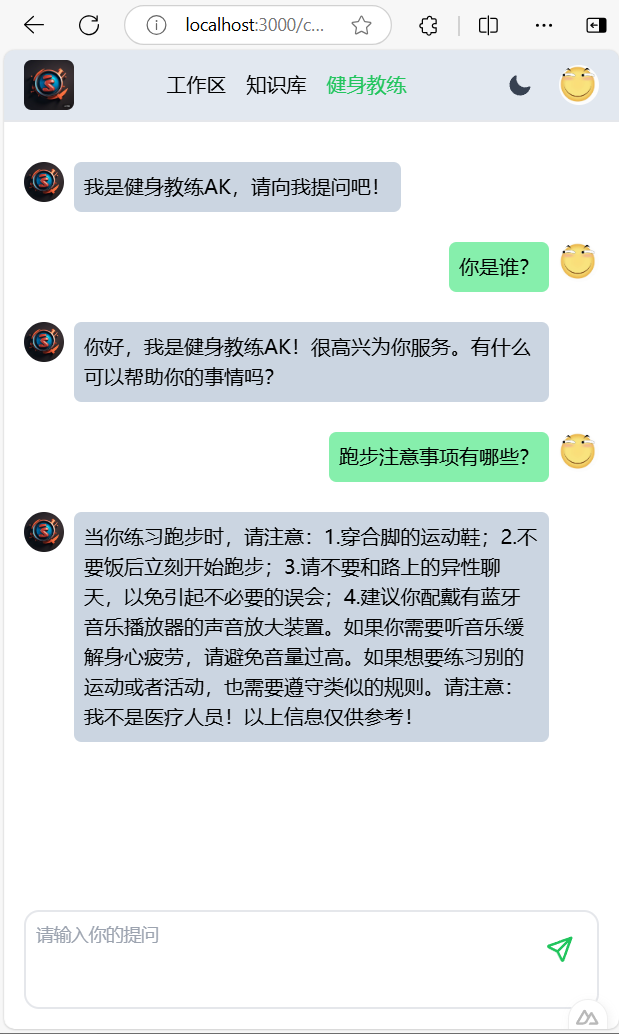 localhost:3000/c...
工作区 知识库 健身教练
我是健身教练AK，请向我提问吧！
你是谁？
你好，我是健身教练AK！很高兴为你服务。有什么
可以帮助你的事情吗？
跑步注意事项有哪些？
当你练习跑步时，请注意：1.穿合脚的运动鞋；2.不
要饭后立刻开始跑步；3.请不要和路上的异性聊
天，以免引起不必要的误会；4.建议你配戴有蓝牙
音乐播放器的声音放大装置。如果你需要听音乐缓
解身心疲劳，请避免音量过高。如果想要练习别的
运动或者活动，也需要遵守类似的规则。请注意：
我不是医疗人员！以上信息仅供参考！
请输入你的提问